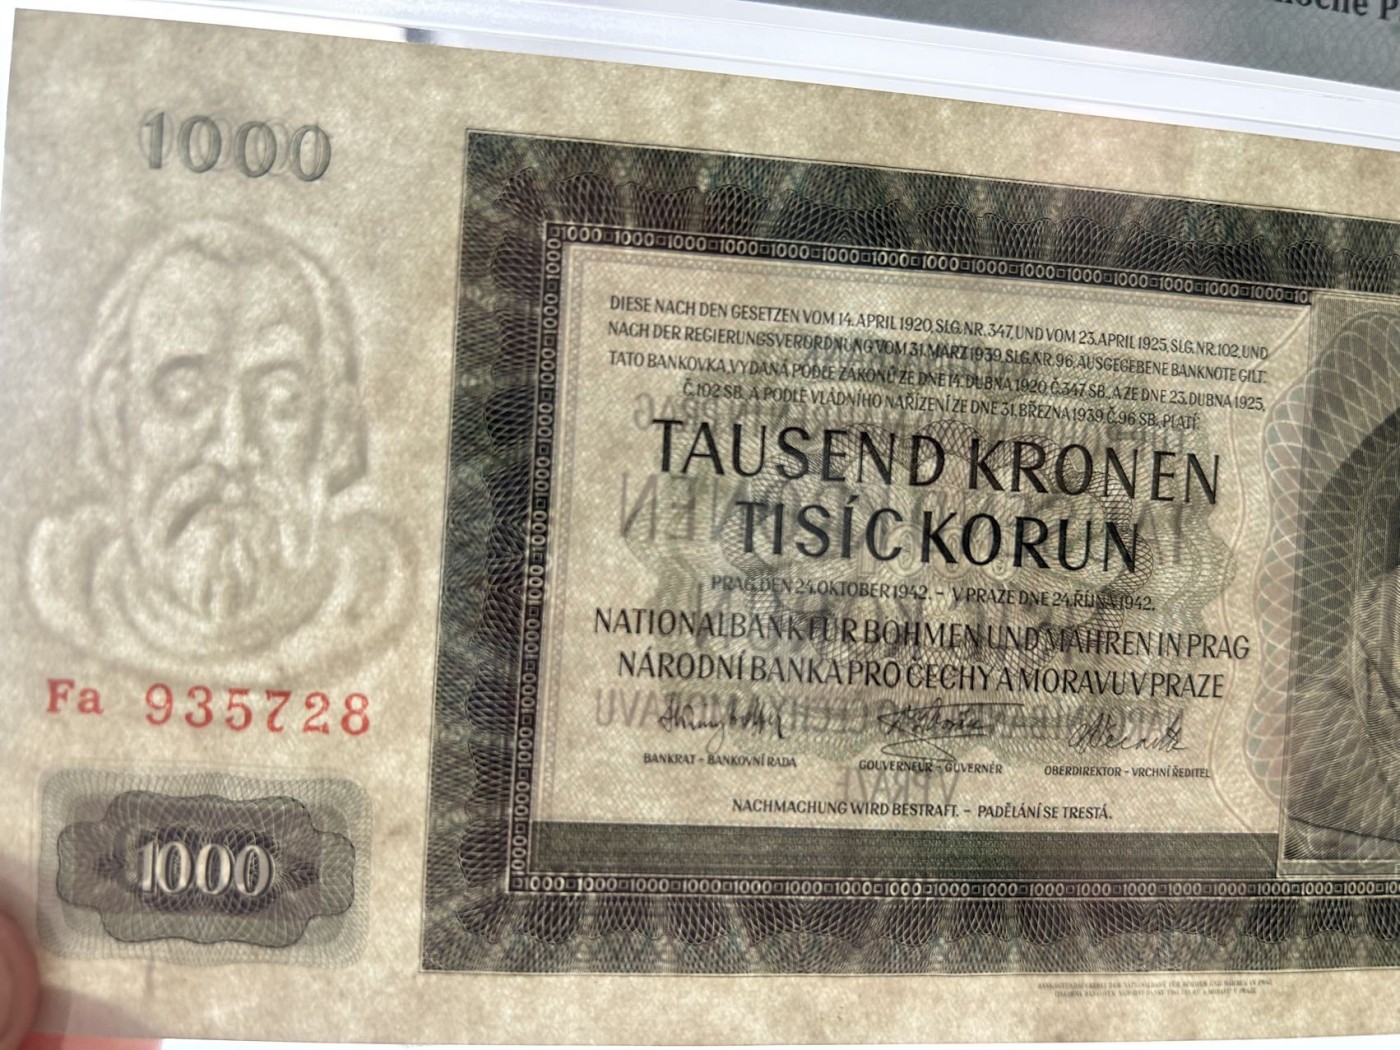 1000
DIESE NACH DEN GESETZEN VOM 14. APRIL 1920, SLG. NR. 347, UND VOM 23. APRIL 1925, SLG. NR. 102, UND
NACH DER REGIERUNGSVERORDNUNG VOM 31. MÄRZ 1939, SLG. NR. 96, AUSGEGEBENE BANKNOTE GILT:
TATO BANKOVKA, VYDANÁ PODLE ZÁKONŮ ZE DNE 14. DUBNA 1920 Č. 347 SB., A ZE DNE 23. DUBNA 1925,
Č. 102 SB., A PODLE VLÁDNÍHO NAŘÍZENÍ ZE DNE 31. BŘEZNA 1939, Č. 96 SB., PLATÍ:
TAUSEND KRONEN
TISÍC KORUN
PRAG, DEN 24. OKTOBER 1942. – V PRAZE DNE 24. ŘÍJNA 1942.
NATIONALBANK FÜR BÖHMEN UND MÄHREN IN PRAG
NÁRODNÍ BANKA PRO ČECHY A MORAVU V PRAZE
BANKRAT – BANKOVNÍ RADA
GOUVERNEUR – GUVERNÉR
OBERDIREKTOR – VRCHNÍ ŘEDITEL
NACHMACHUNG WIRD BESTRAFT. – PADĚLÁNÍ SE TRESTÁ.
Fa 935728
1000